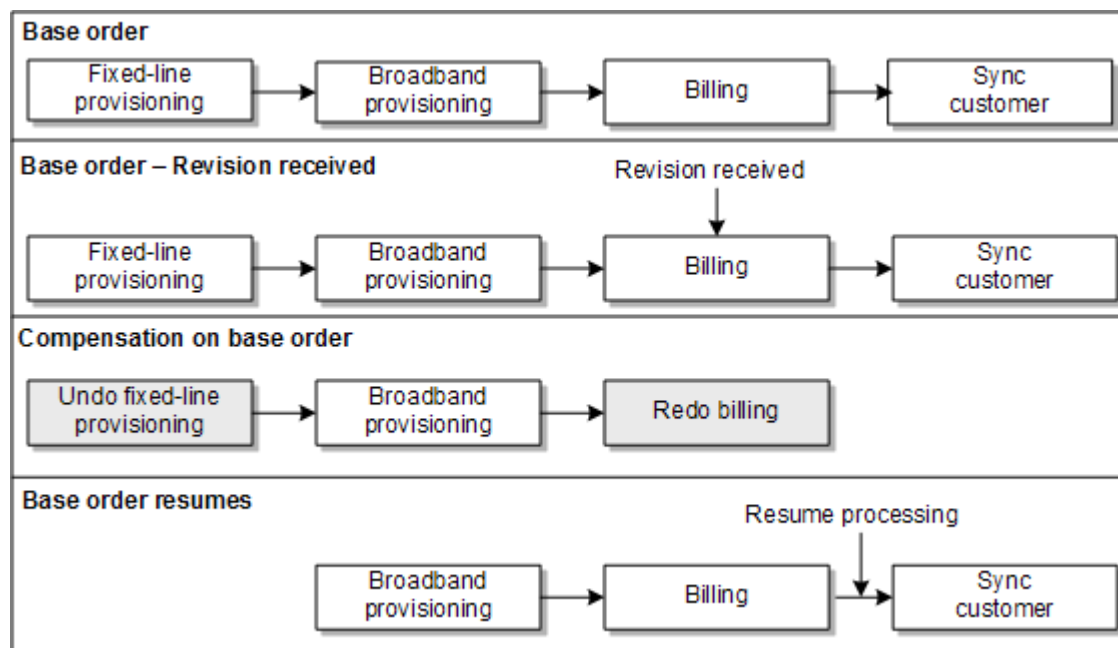 Base order
Fixed-line
provisioning
Broadband
provisioning
Billing
Sync
customer
Base order – Revision received
Revision received
Fixed-line
provisioning
Broadband
provisioning
Billing
Sync
customer
Compensation on base order
Undo fixed-line
provisioning
Broadband
provisioning
Redo billing
Base order resumes
Resume processing
Broadband
provisioning
Billing
Sync
customer